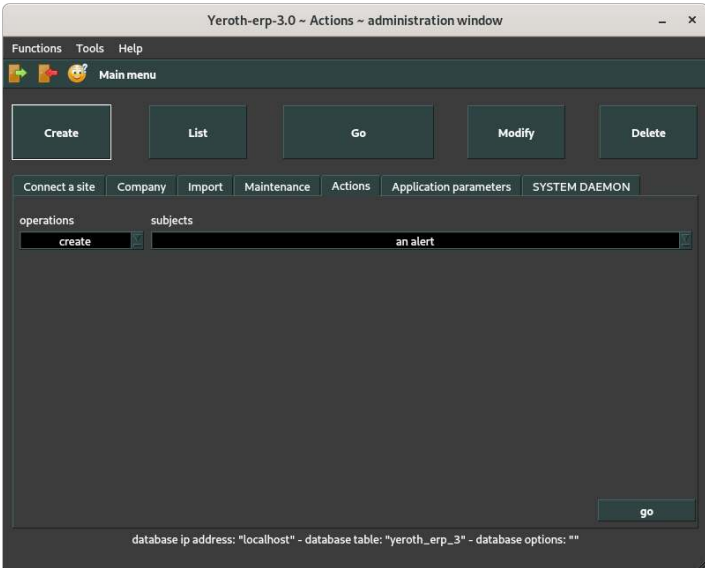 Yeroth-erp-3.0 ~ Actions ~ administration window
Functions Tools Help
Main menu
Create List Go Modify Delete
Connect a site Company Import Maintenance Actions Application parameters SYSTEM DAEMON
operations subjects
create an alert
go
database ip address: "localhost" - database table: "yeroth_erp_3" - database options: ""